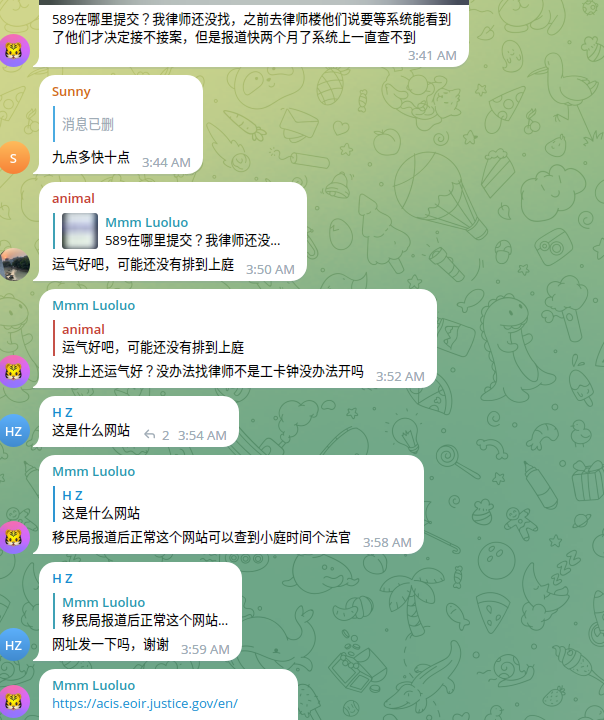 589在哪里提交？我律师还没找，之前去律师楼他们说要等系统能看到
了他们才决定接不接案，但是报道快两个月了系统上一直查不到
3:41 AM
Sunny
消息已删
S
九点多快十点 3:44 AM
animal
Mmm Luoluo
589在哪里提交？我律师还没...
运气好吧，可能还没有排到上庭 3:50 AM
Mmm Luoluo
animal
运气好吧，可能还没有排到上庭
没排上还运气好？没办法找律师不是工卡钟没办法开吗 3:52 AM
H Z
HZ
这是什么网站 2 3:54 AM
Mmm Luoluo
H Z
这是什么网站
移民局报道后正常这个网站可以查到小庭时间个法官 3:58 AM
H Z
Mmm Luoluo
移民局报道后正常这个网站...
HZ
网址发一下吗，谢谢 3:59 AM
Mmm Luoluo
https://acis.eoir.justice.gov/en/